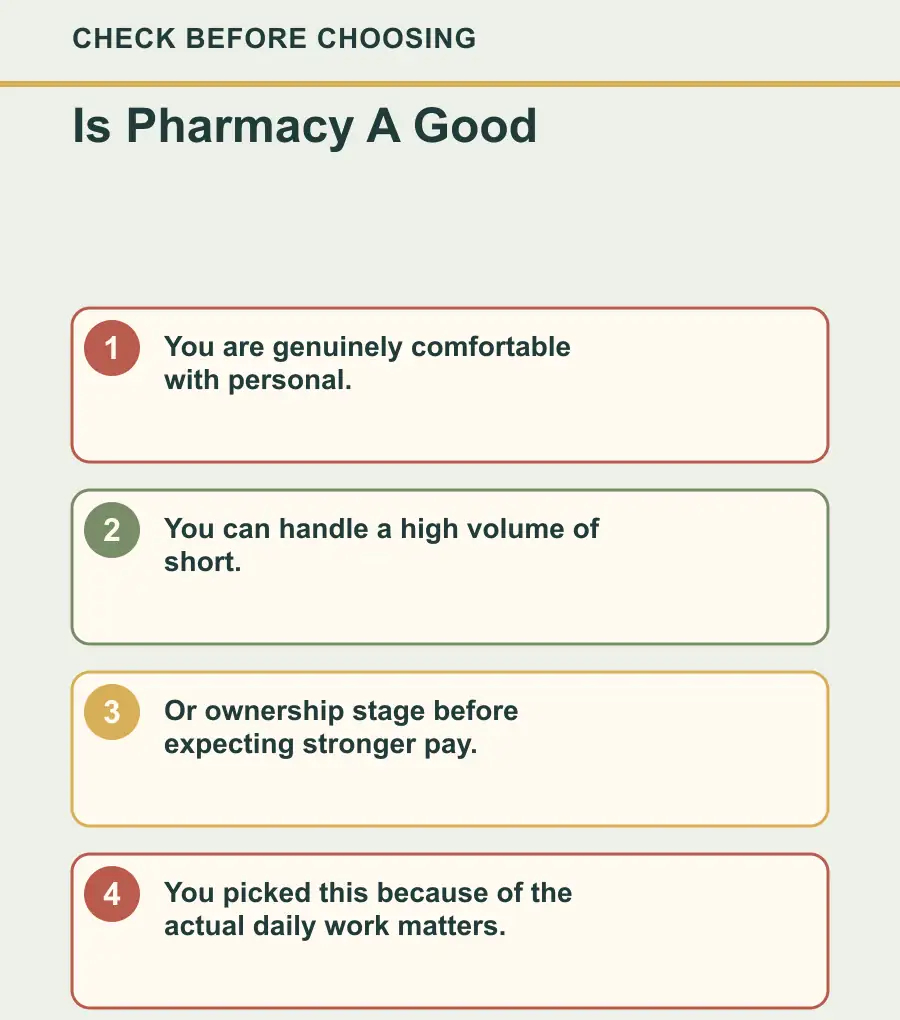 CHECK BEFORE CHOOSING
Is Pharmacy A Good
1
You are genuinely comfortable
with personal.
2
You can handle a high volume of
short.
3
Or ownership stage before
expecting stronger pay.
4
You picked this because of the
actual daily work matters.